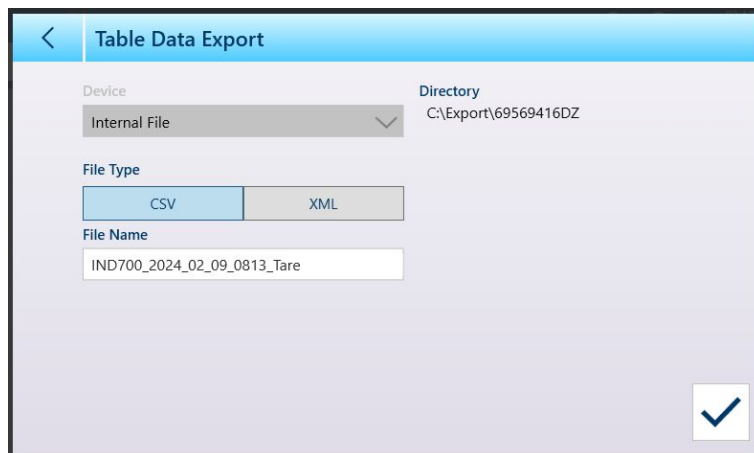 Table Data Export
Device
Internal File
Directory
C:\Export\69569416DZ
File Type
CSV
XML
File Name
IND700_2024_02_09_0813_Tare